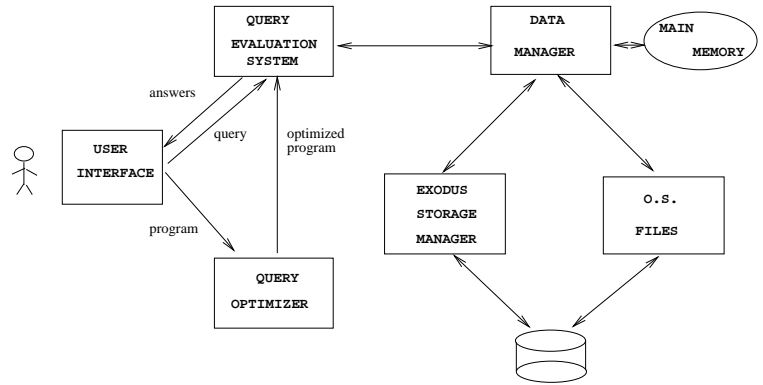 QUERY
EVALUATION
SYSTEM
DATA
MANAGER
MAIN
MEMORY
answers
query
optimized
program
USER
INTERFACE
program
EXODUS
STORAGE
MANAGER
O.S.
FILES
QUERY
OPTIMIZER